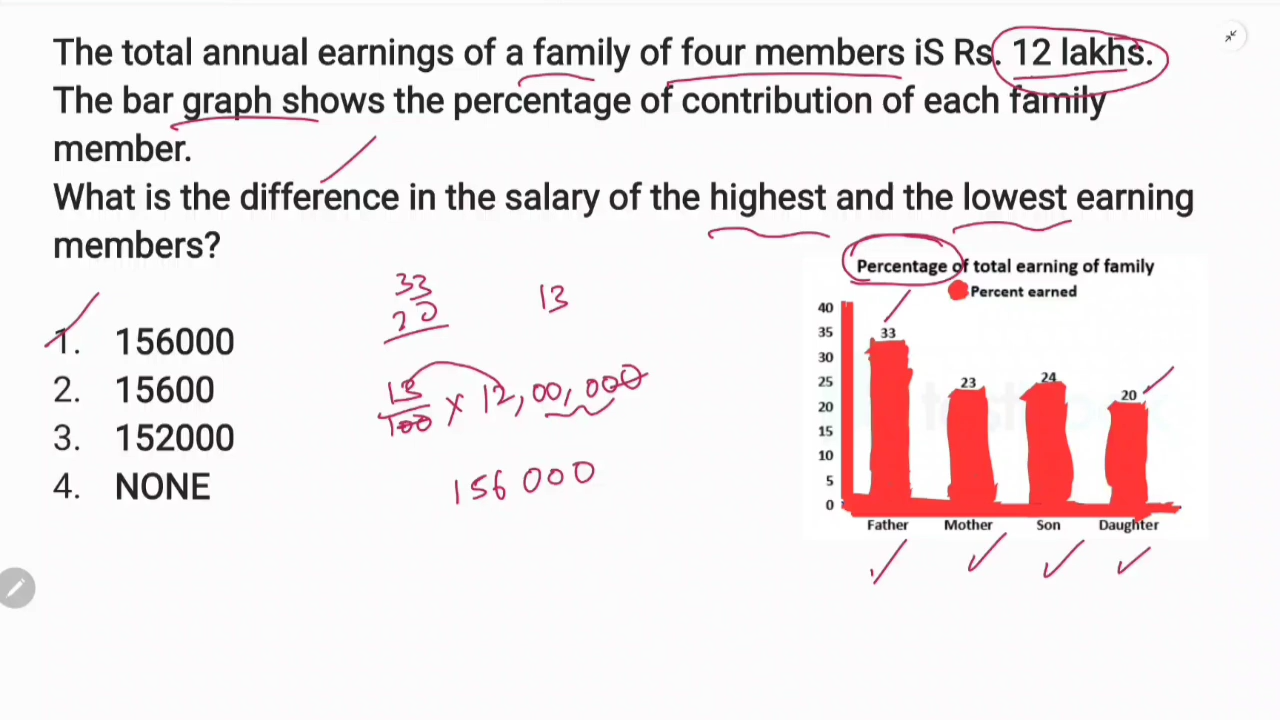 The total annual earnings of a family of four members iS Rs. 12 lakhs.
The bar graph shows the percentage of contribution of each family
member.
What is the difference in the salary of the highest and the lowest earning
members?
1. 156000
2. 15600
3. 152000
4. NONE
33
20
13
13/100 × 12,00,000
156000
Percentage of total earning of family
Percent earned
40
35
30
25
20
15
10
5
0
33
23
24
20
Father Mother Son Daughter